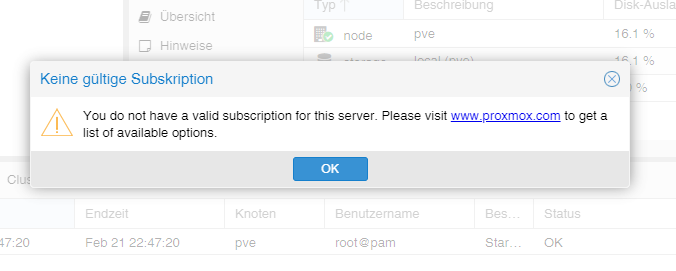 Typ Beschreibung Disk-Ausla
Übersicht
node pve 16.1 %
Hinweise
storage local (pve) 16.1 %
Keine gültige Subskription
You do not have a valid subscription for this server. Please visit www.proxmox.com to get a
list of available options.
OK
Clus
Endzeit Knoten Benutzername Bes... Status
47:20 Feb 21 22:47:20 pve root@pam Star... OK